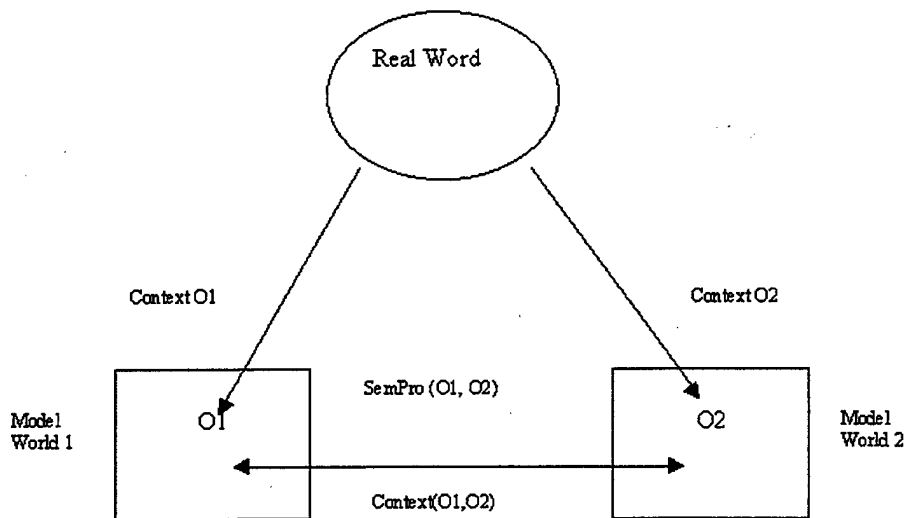 Real Word
Context O1
Context O2
SemPro (O1, O2)
Model
World 1
O1
O2
Model
World 2
Context(O1,O2)